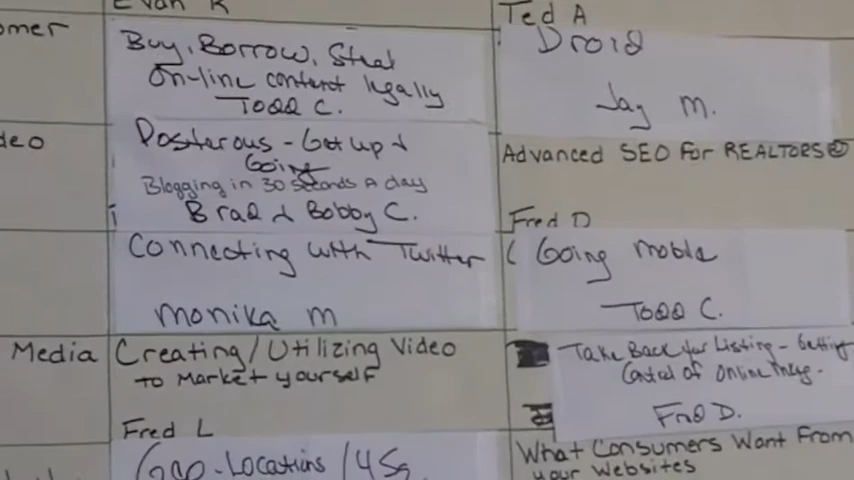 Evan R
Ted A
omer
Buy, Borrow, Steal
On-line content legally
Todd C.
Droid
Jay M.
deo
Posterous - Get up &
Going
Blogging in 30 seconds A day
Brad & Bobby C.
Advanced SEO For REALTORS
Fred D
Connecting with Twitter
Monika M
Going Mobile
Todd C.
Media
Creating/Utilizing Video
to Market yourself
Fred L
Take Back your Listing - Getting
Control of Online
Fred D.
Geo-Locations / 4Sq
What Consumers Want From
your Websites